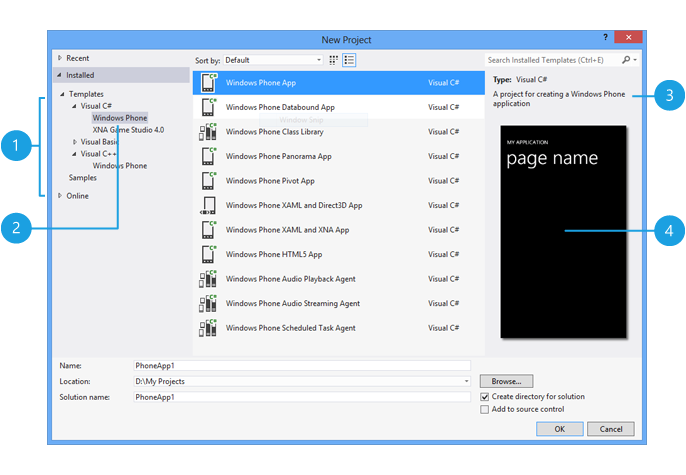 New Project
?
Recent
Installed
Templates
Visual C#
Windows Phone
XNA Game Studio 4.0
Visual Basic
Visual C++
Windows Phone
Samples
Online
Sort by: Default
Windows Phone App Visual C#
Windows Phone Databound App Visual C#
Window Snip
Windows Phone Class Library Visual C#
Windows Phone Panorama App Visual C#
Windows Phone Pivot App Visual C#
Windows Phone XAML and Direct3D App Visual C#
Windows Phone XAML and XNA App Visual C#
Windows Phone HTML5 App Visual C#
Windows Phone Audio Playback Agent Visual C#
Windows Phone Audio Streaming Agent Visual C#
Windows Phone Scheduled Task Agent Visual C#
Search Installed Templates (Ctrl+E)
Type: Visual C#
A project for creating a Windows Phone
application
MY APPLICATION
page name
1
2
3
4
Name: PhoneApp1
Location: D:\My Projects
Browse...
Solution name: PhoneApp1
Create directory for solution
Add to source control
OK Cancel